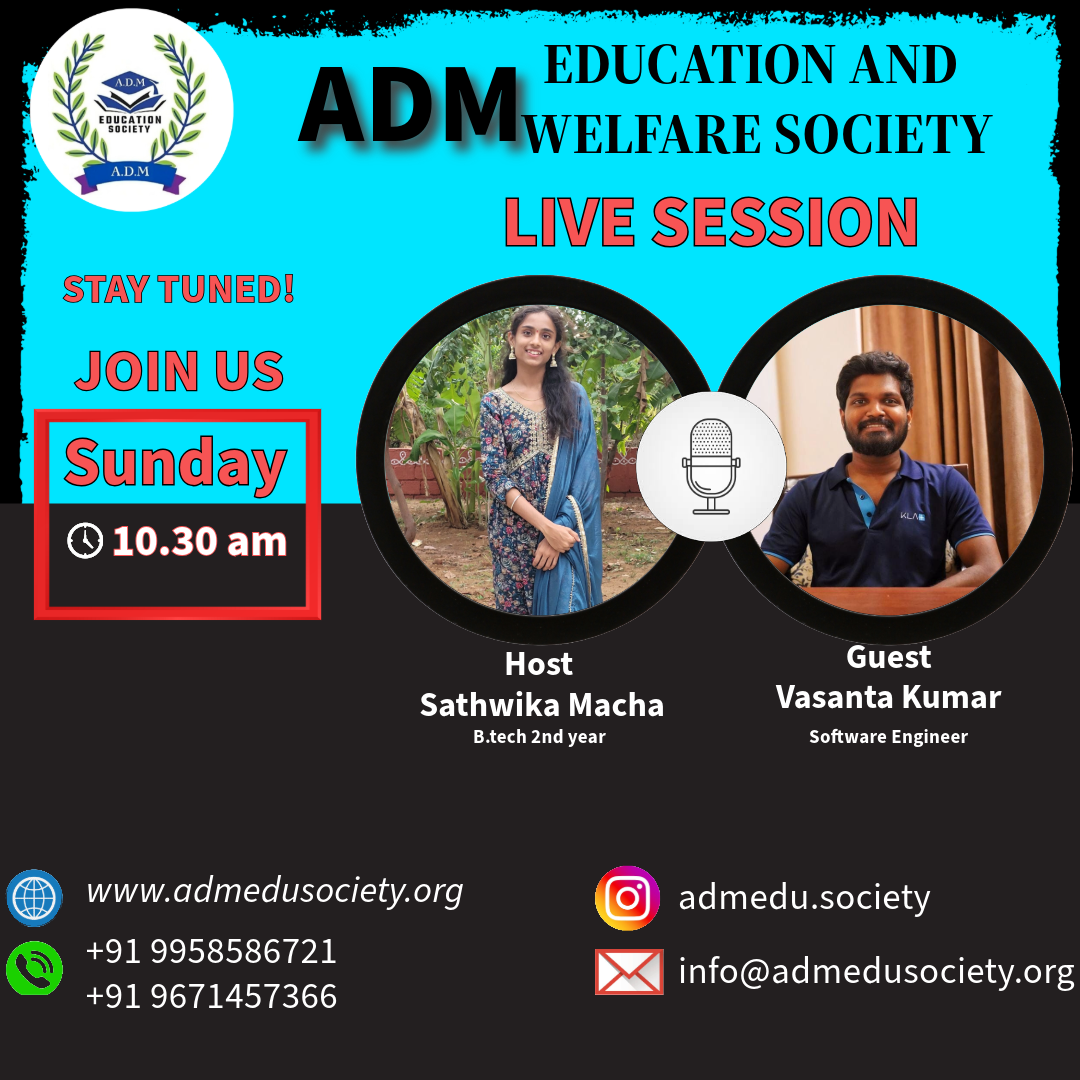 A.D.M
EDUCATION
SOCIETY
A.D.M
ADM
EDUCATION AND
WELFARE SOCIETY
LIVE SESSION
STAY TUNED!
JOIN US
Sunday
10.30 am
KLA
Host
Sathwika Macha
B.tech 2nd year
Guest
Vasanta Kumar
Software Engineer
www.admedusociety.org
+91 9958586721
+91 9671457366
admedu.society
info@admedusociety.org